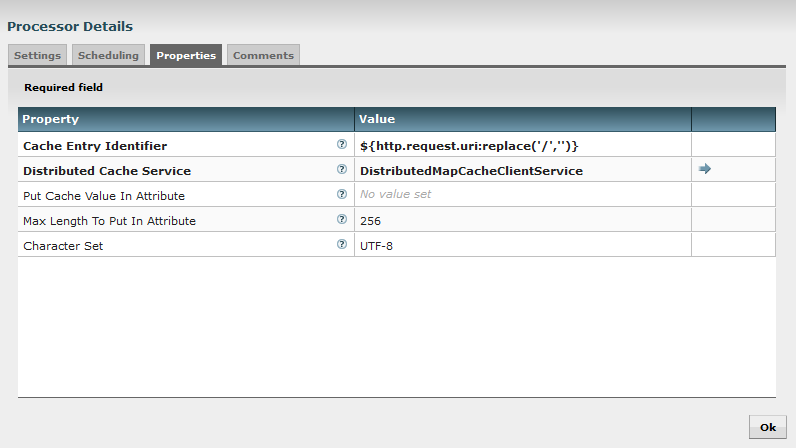 Processor Details
Settings Scheduling Properties Comments
Required field
Property Value
Cache Entry Identifier ? ${http.request.uri:replace('/','')}
Distributed Cache Service ? DistributedMapCacheClientService
Put Cache Value In Attribute ? No value set
Max Length To Put In Attribute ? 256
Character Set ? UTF-8
Ok